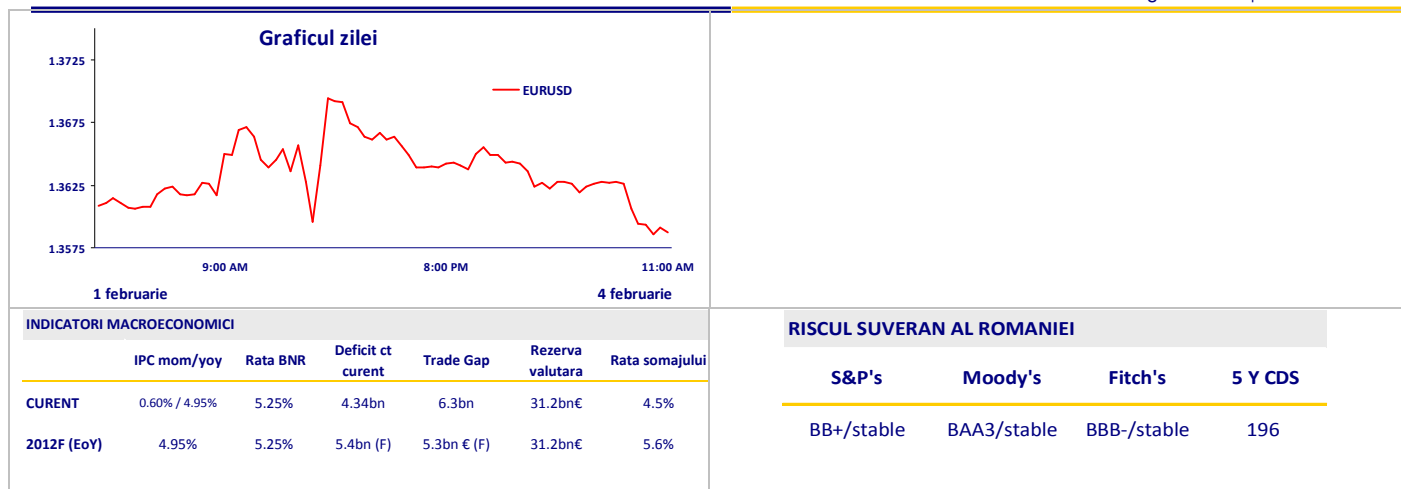 Graficul zilei
1.3725
EURUSD
1.3675
1.3625
1.3575
9:00 AM 8:00 PM 11:00 AM
1 februarie 4 februarie
INDICATORI MACROECONOMICI
IPC mom/yoy Rata BNR Deficit ct curent Trade Gap Rezerva valutara Rata somajului
CURENT 0.60% / 4.95% 5.25% 4.34bn 6.3bn 31.2bn€ 4.5%
2012F (EoY) 4.95% 5.25% 5.4bn (F) 5.3bn € (F) 31.2bn€ 5.6%
RISCUL SUVERAN AL ROMANIEI
S&P's Moody's Fitch's 5 Y CDS
BB+/stable BAA3/stable BBB-/stable 196